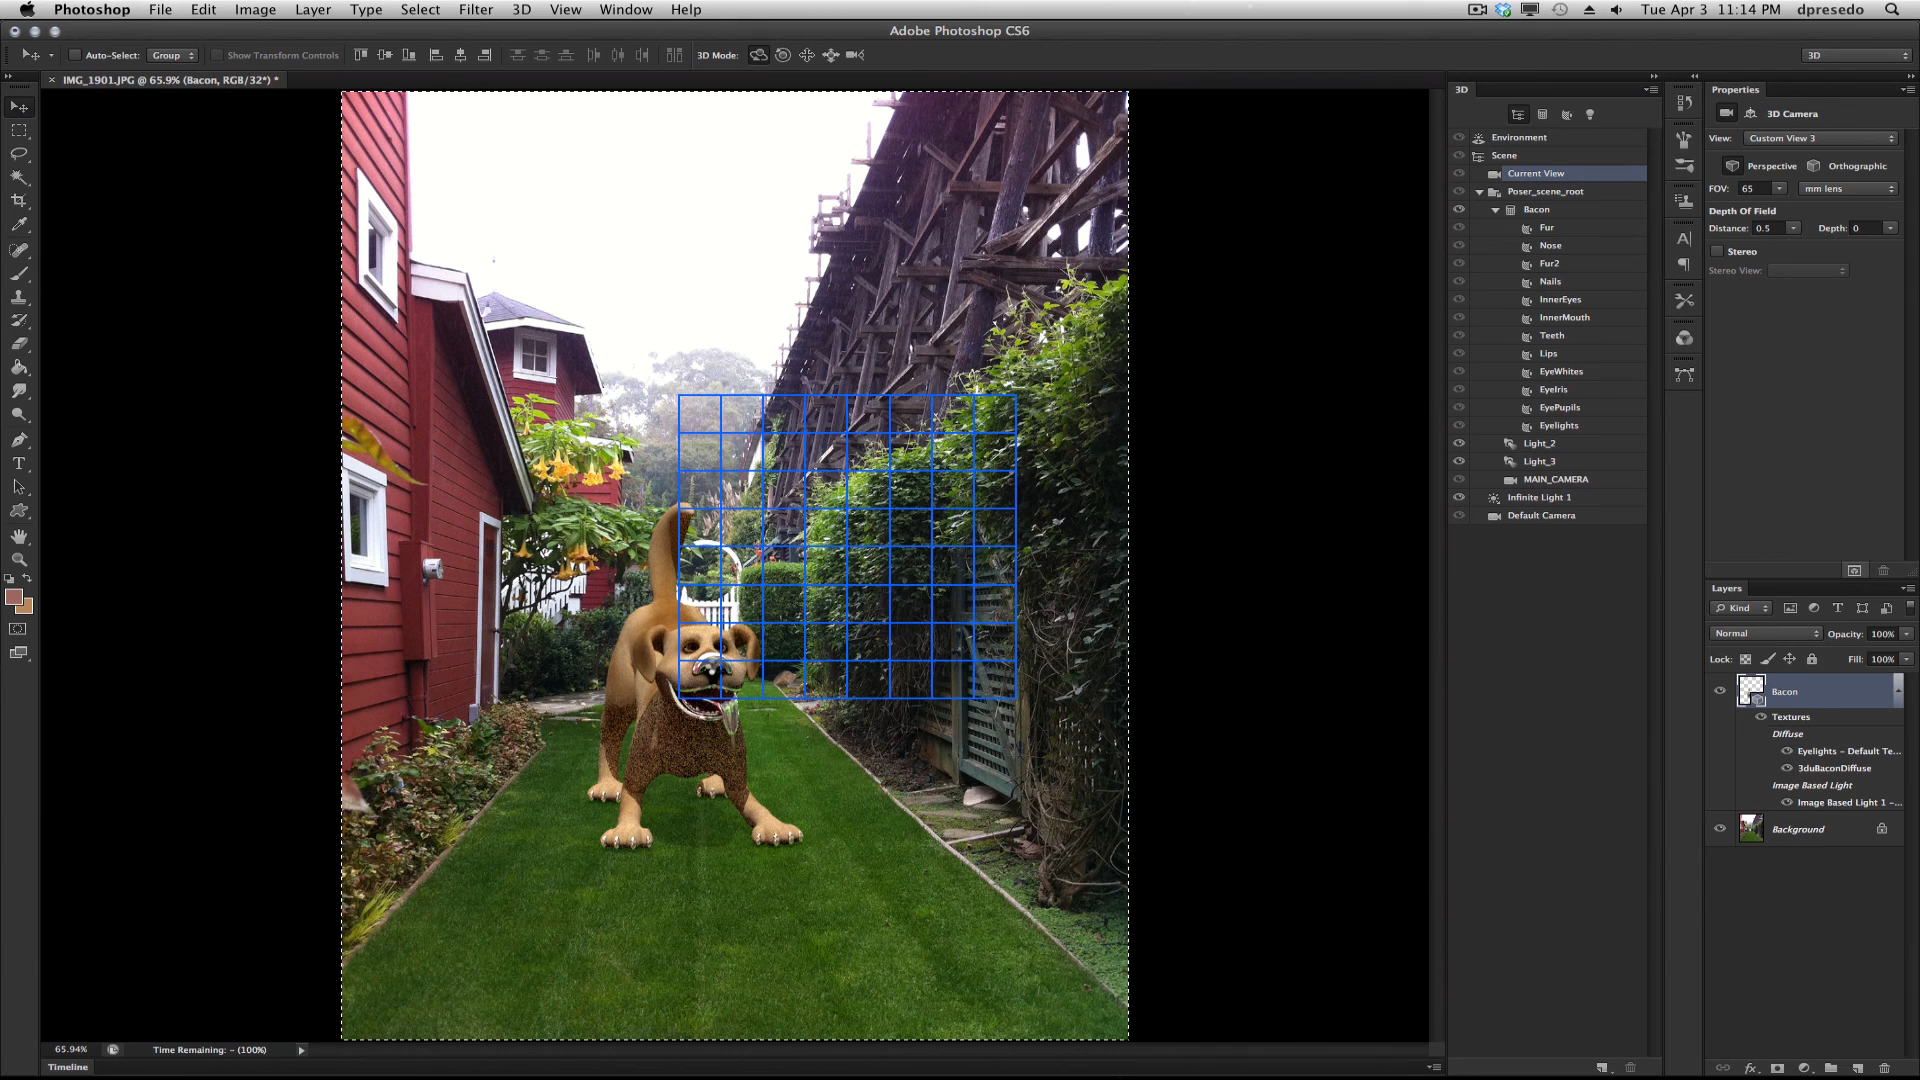 Photoshop File Edit Image Layer Type Select Filter 3D View Window Help Tue Apr 3 11:14 PM dpresedo
Adobe Photoshop CS6
Auto-Select: Group Show Transform Controls 3D Mode: 3D
IMG_1901.JPG @ 65.9% (Bacon, RGB/32*) *
3D
Environment
Scene
Current View
Poser_scene_root
Bacon
Fur
Nose
Fur2
Nails
InnerEyes
InnerMouth
Teeth
Lips
EyeWhites
EyeIris
EyePupils
Eyelights
Light_2
Light_3
MAIN_CAMERA
Infinite Light 1
Default Camera
Properties
3D Camera
View: Custom View 3
Perspective Orthographic
FOV: 65 mm lens
Depth Of Field
Distance: 0.5 Depth: 0
Stereo
Stereo View:
Layers
Kind
Normal Opacity: 100%
Lock: Fill: 100%
Bacon
Textures
Diffuse
Eyelights - Default Te...
3duBaconDiffuse
Image Based Light
Image Based Light 1 -...
Background
65.94% Time Remaining: - (100%)
Timeline